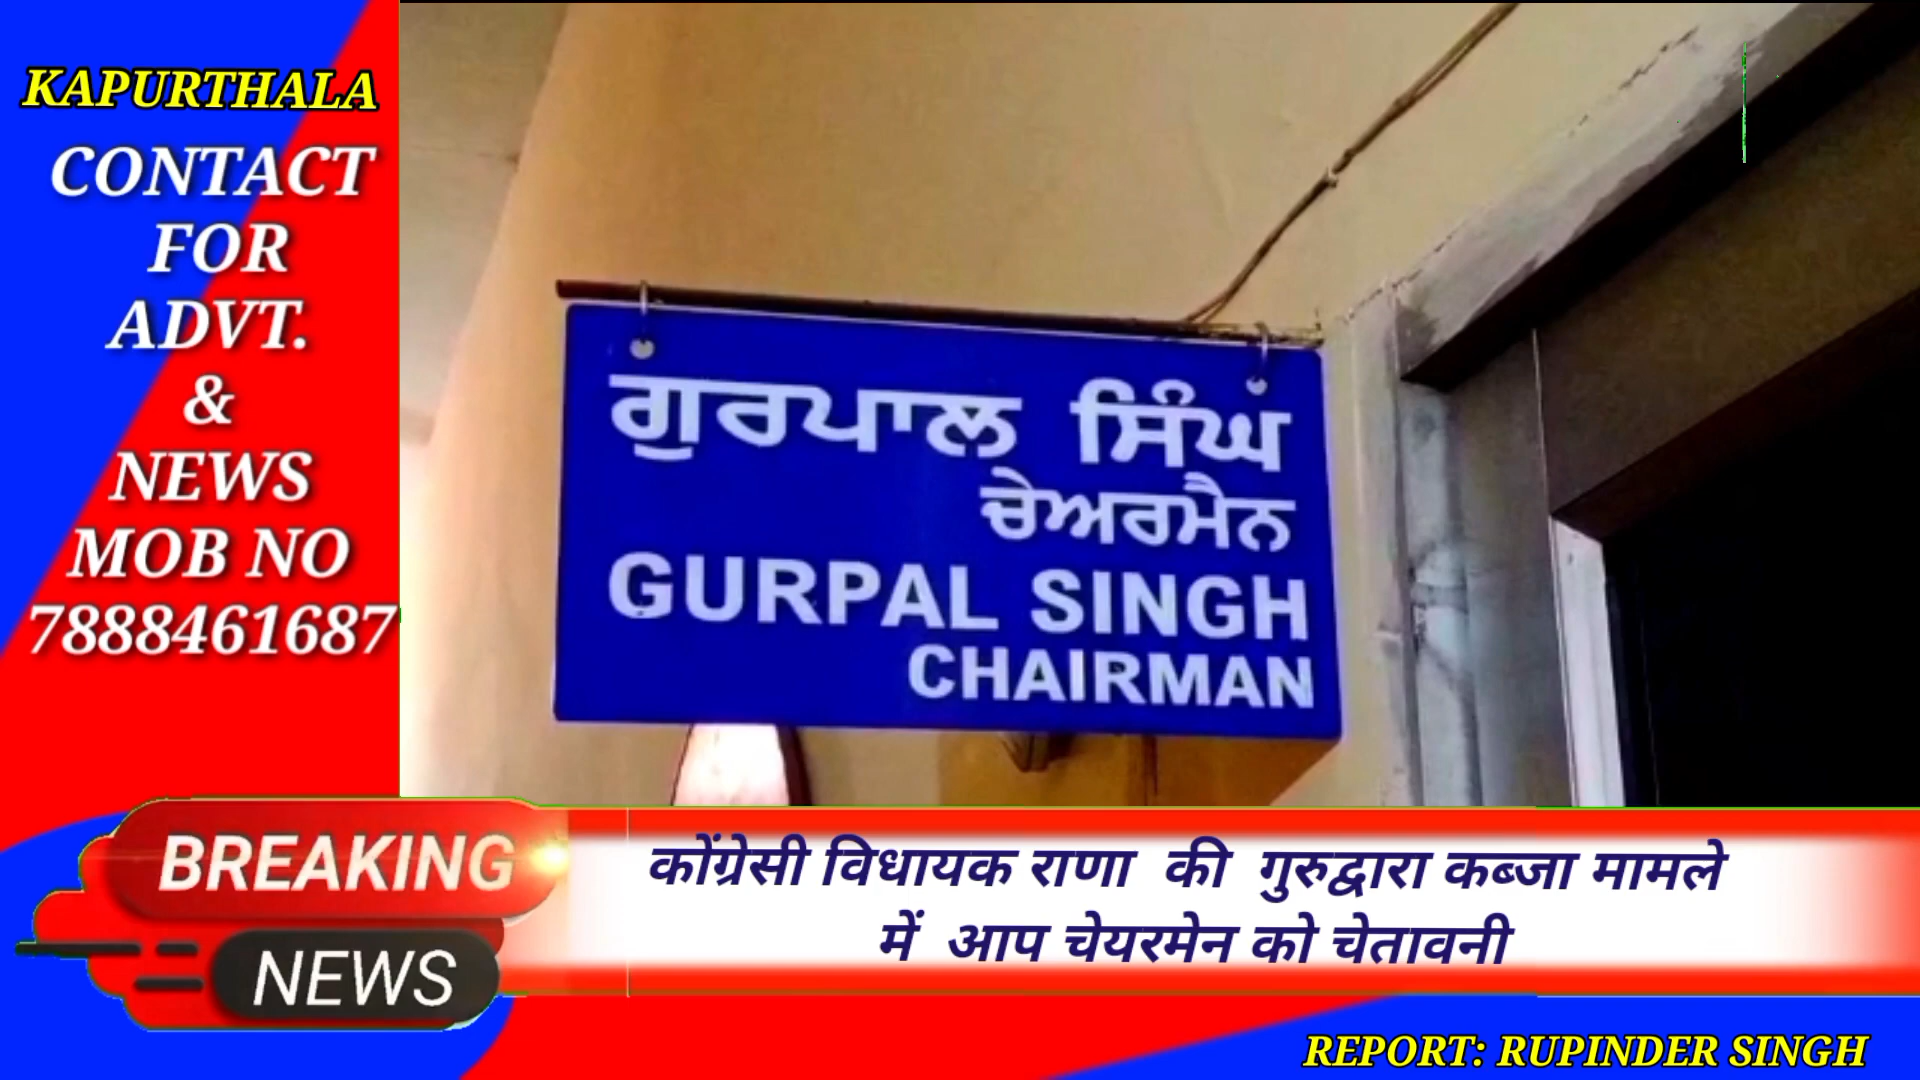 KAPURTHALA
CONTACT
FOR
ADVT.
&
NEWS
MOB NO
7888461687
ਗੁਰਪਾਲ ਸਿੰਘ
ਚੇਅਰਮੈਨ
GURPAL SINGH
CHAIRMAN
BREAKING
NEWS
कोंग्रेसी विधायक राणा की गुरुद्वारा कब्जा मामले
में आप चेयरमेन को चेतावनी
REPORT: RUPINDER SINGH